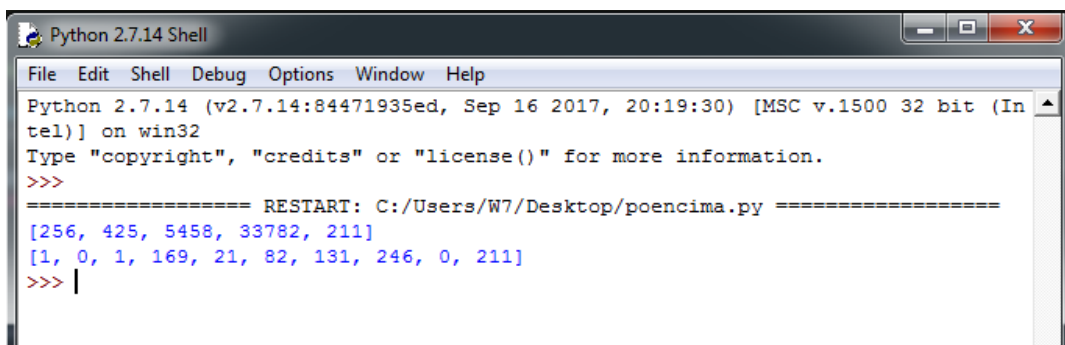 Python 2.7.14 Shell
File Edit Shell Debug Options Window Help
Python 2.7.14 (v2.7.14:84471935ed, Sep 16 2017, 20:19:30) [MSC v.1500 32 bit (In
tel)] on win32
Type "copyright", "credits" or "license()" for more information.
>>>
================== RESTART: C:/Users/W7/Desktop/poencima.py ==================
[256, 425, 5458, 33782, 211]
[1, 0, 1, 169, 21, 82, 131, 246, 0, 211]
>>>